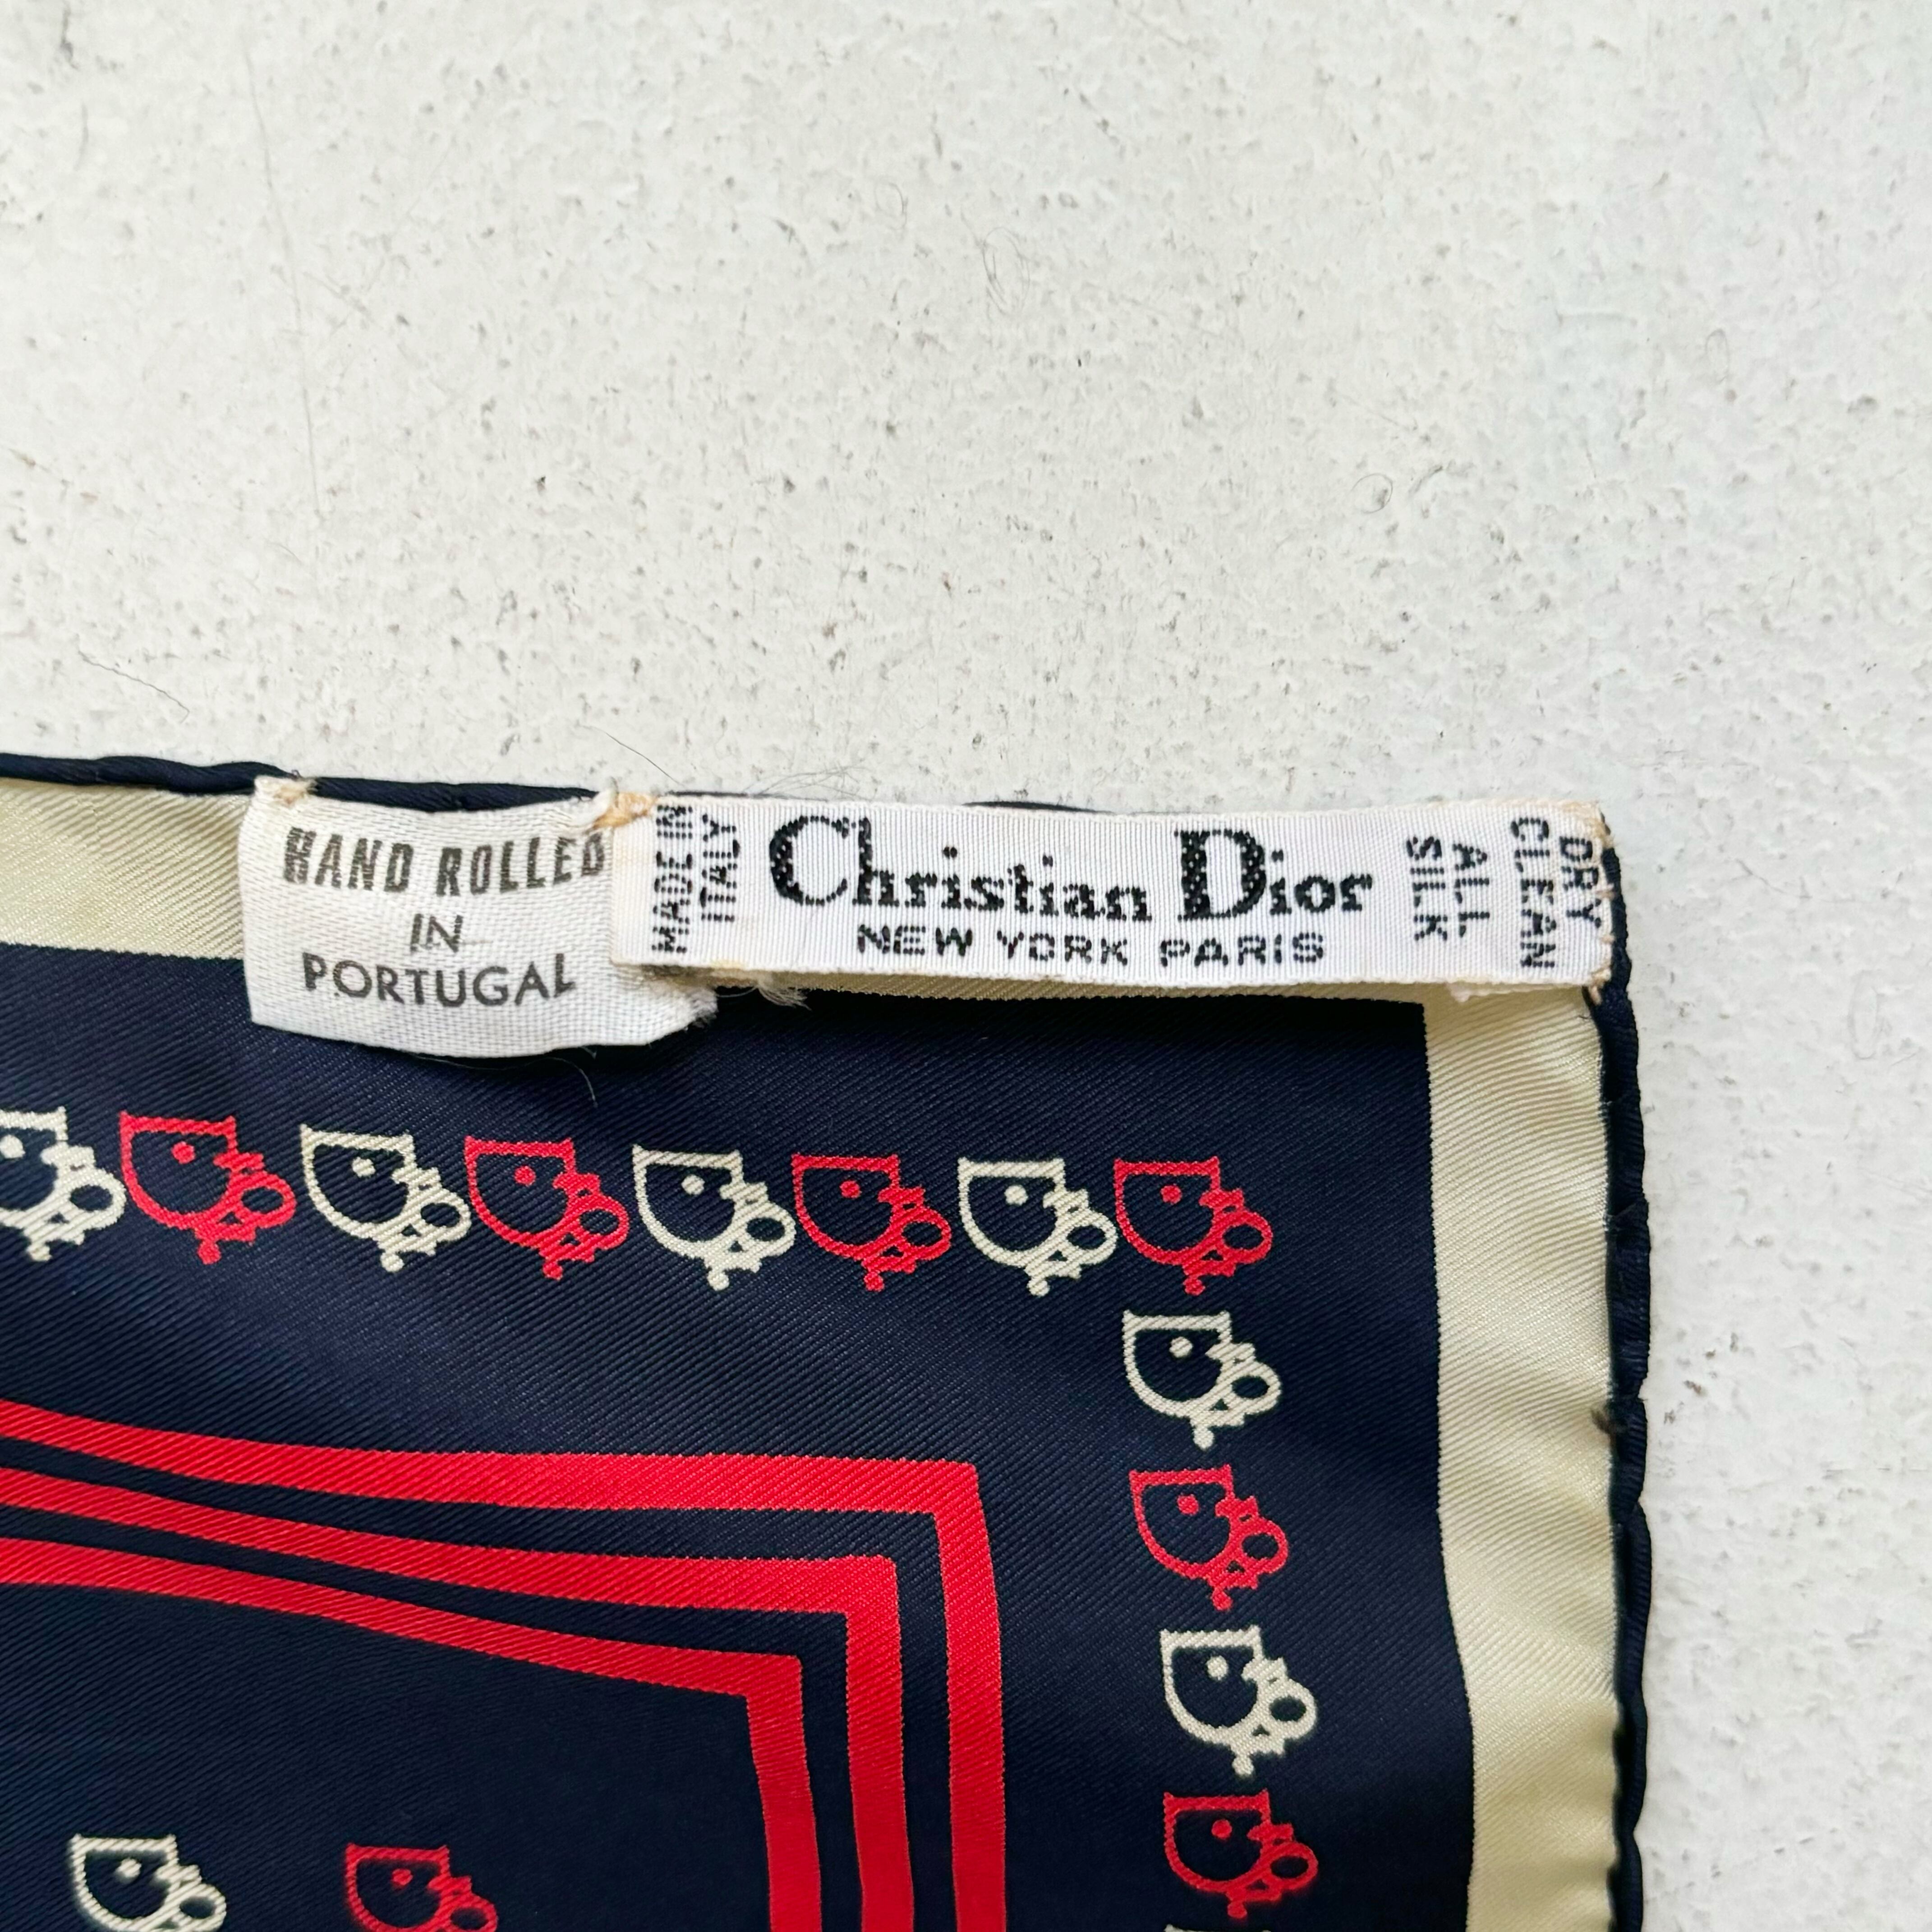 HAND ROLLED
IN
PORTUGAL
MADE IN
ITALY
Christian Dior
NEW YORK PARIS
ALL
SILK
DRY
CLEAN